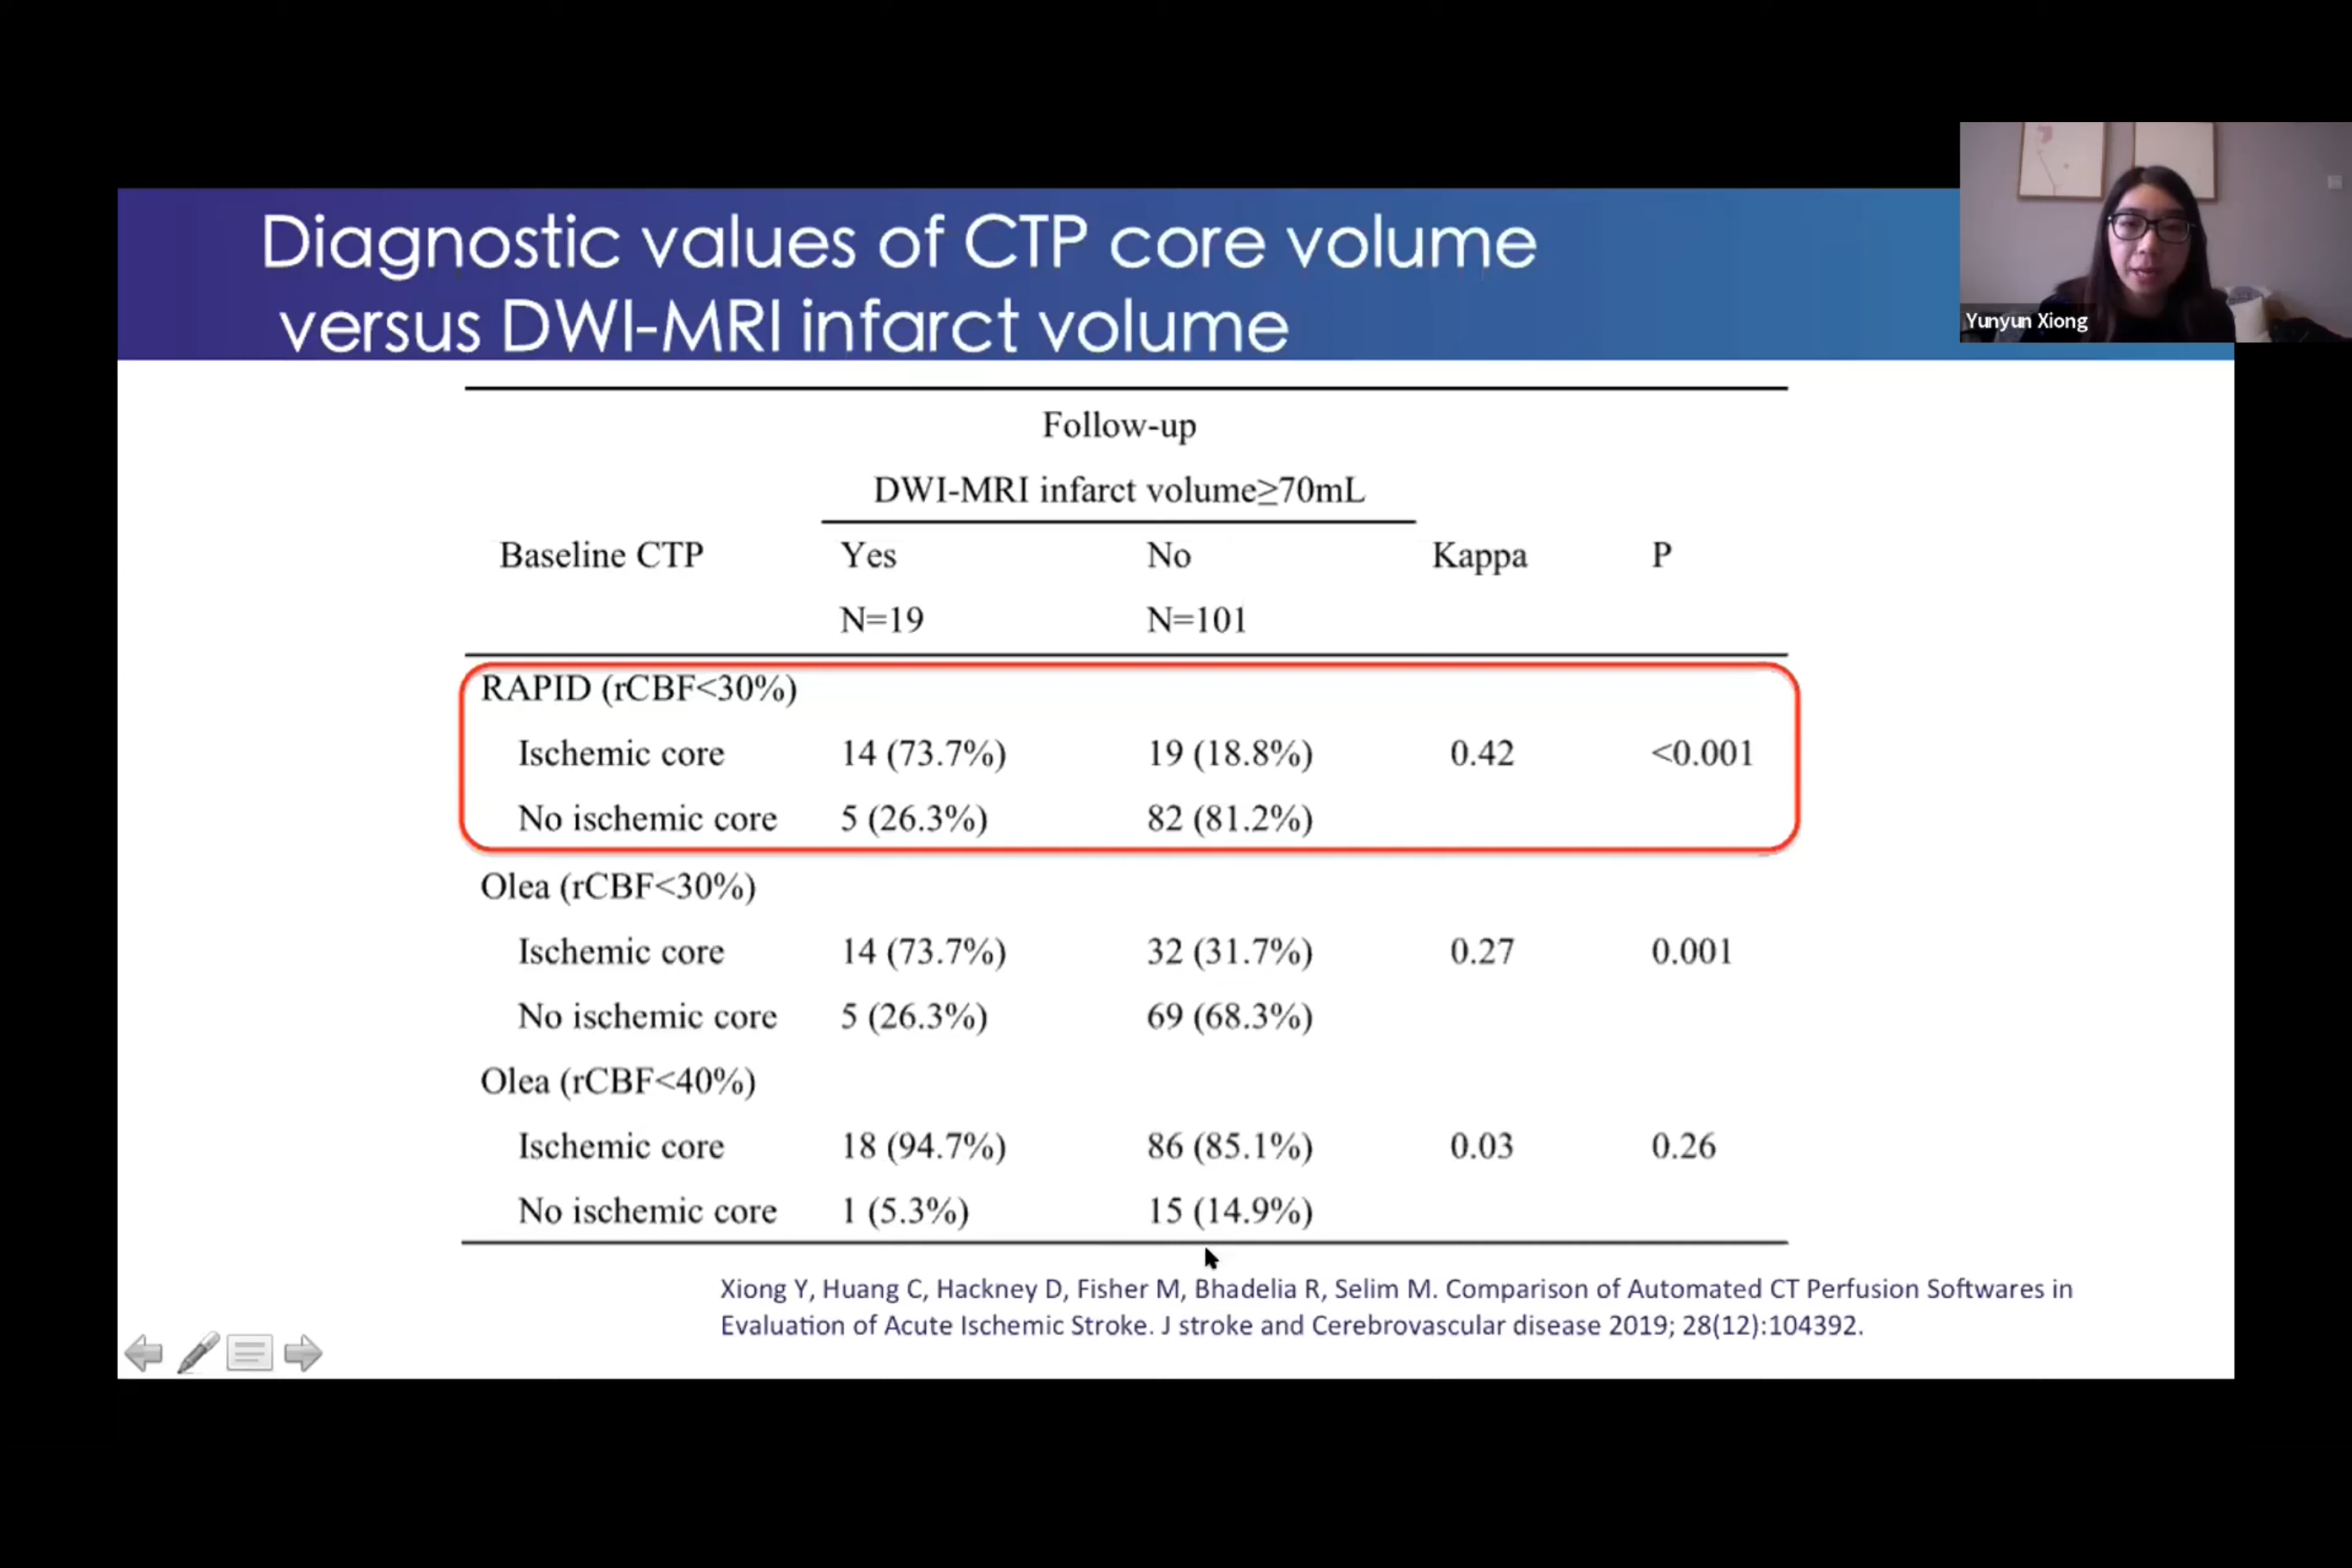 Diagnostic values of CTP core volume
versus DWI-MRI infarct volume
Yunyun Xiong
Follow-up
DWI-MRI infarct volume≥70mL
Baseline CTP Yes No Kappa P
N=19 N=101
RAPID (rCBF<30%)
Ischemic core 14 (73.7%) 19 (18.8%) 0.42 <0.001
No ischemic core 5 (26.3%) 82 (81.2%)
Olea (rCBF<30%)
Ischemic core 14 (73.7%) 32 (31.7%) 0.27 0.001
No ischemic core 5 (26.3%) 69 (68.3%)
Olea (rCBF<40%)
Ischemic core 18 (94.7%) 86 (85.1%) 0.03 0.26
No ischemic core 1 (5.3%) 15 (14.9%)
Xiong Y, Huang C, Hackney D, Fisher M, Bhadelia R, Selim M. Comparison of Automated CT Perfusion Softwares in
Evaluation of Acute Ischemic Stroke. J stroke and Cerebrovascular disease 2019; 28(12):104392.